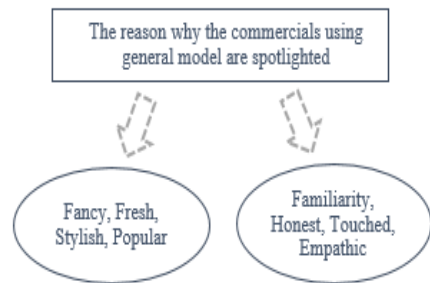 The reason why the commercials using
general model are spotlighted
Fancy, Fresh,
Stylish, Popular
Familiarity,
Honest, Touched,
Empathic